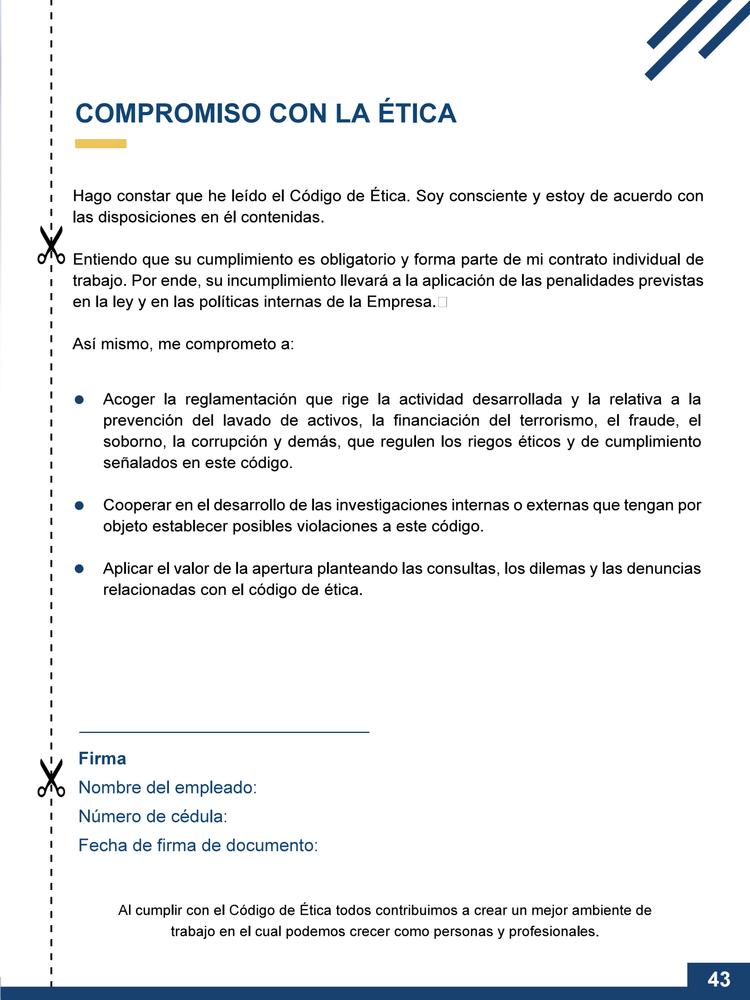 COMPROMISO CON LA ÉTICA
Hago constar que he leído el Código de Ética. Soy consciente y estoy de acuerdo con
las disposiciones en él contenidas.
Entiendo que su cumplimiento es obligatorio y forma parte de mi contrato individual de
trabajo. Por ende, su incumplimiento llevará a la aplicación de las penalidades previstas
en la ley y en las políticas internas de la Empresa.
Así mismo, me comprometo a:
● Acoger la reglamentación que rige la actividad desarrollada y la relativa a la
prevención del lavado de activos, la financiación del terrorismo, el fraude, el
soborno, la corrupción y demás, que regulen los riegos éticos y de cumplimiento
señalados en este código.
● Cooperar en el desarrollo de las investigaciones internas o externas que tengan por
objeto establecer posibles violaciones a este código.
● Aplicar el valor de la apertura planteando las consultas, los dilemas y las denuncias
relacionadas con el código de ética.
Firma
Nombre del empleado:
Número de cédula:
Fecha de firma de documento:
Al cumplir con el Código de Ética todos contribuimos a crear un mejor ambiente de
trabajo en el cual podemos crecer como personas y profesionales.
43